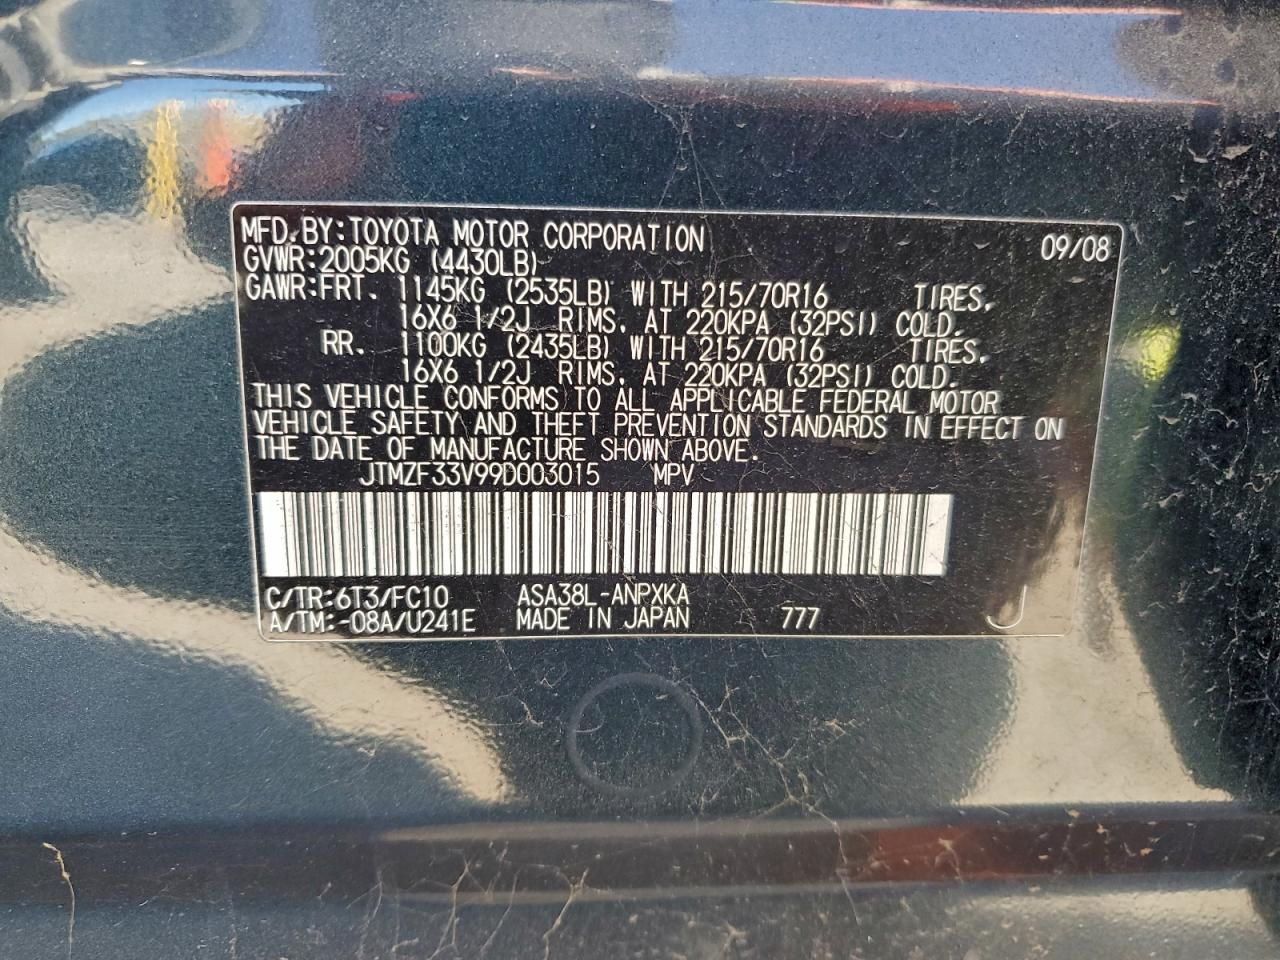 MFD.BY:TOYOTA MOTOR CORPORATION 09/08
GVWR:2005KG (4430LB)
GAWR:FRT. 1145KG (2535LB) WITH 215/70R16 TIRES,
16X6 1/2J RIMS, AT 220KPA (32PSI) COLD.
RR. 1100KG (2435LB) WITH 215/70R16 TIRES,
16X6 1/2J RIMS, AT 220KPA (32PSI) COLD.
THIS VEHICLE CONFORMS TO ALL APPLICABLE FEDERAL MOTOR
VEHICLE SAFETY AND THEFT PREVENTION STANDARDS IN EFFECT ON
THE DATE OF MANUFACTURE SHOWN ABOVE.
JTMZF33V99D003015 MPV
C/TR:6T3/FC10 ASA38L-ANPXKA
A/TM:-08A/U241E MADE IN JAPAN 777 J